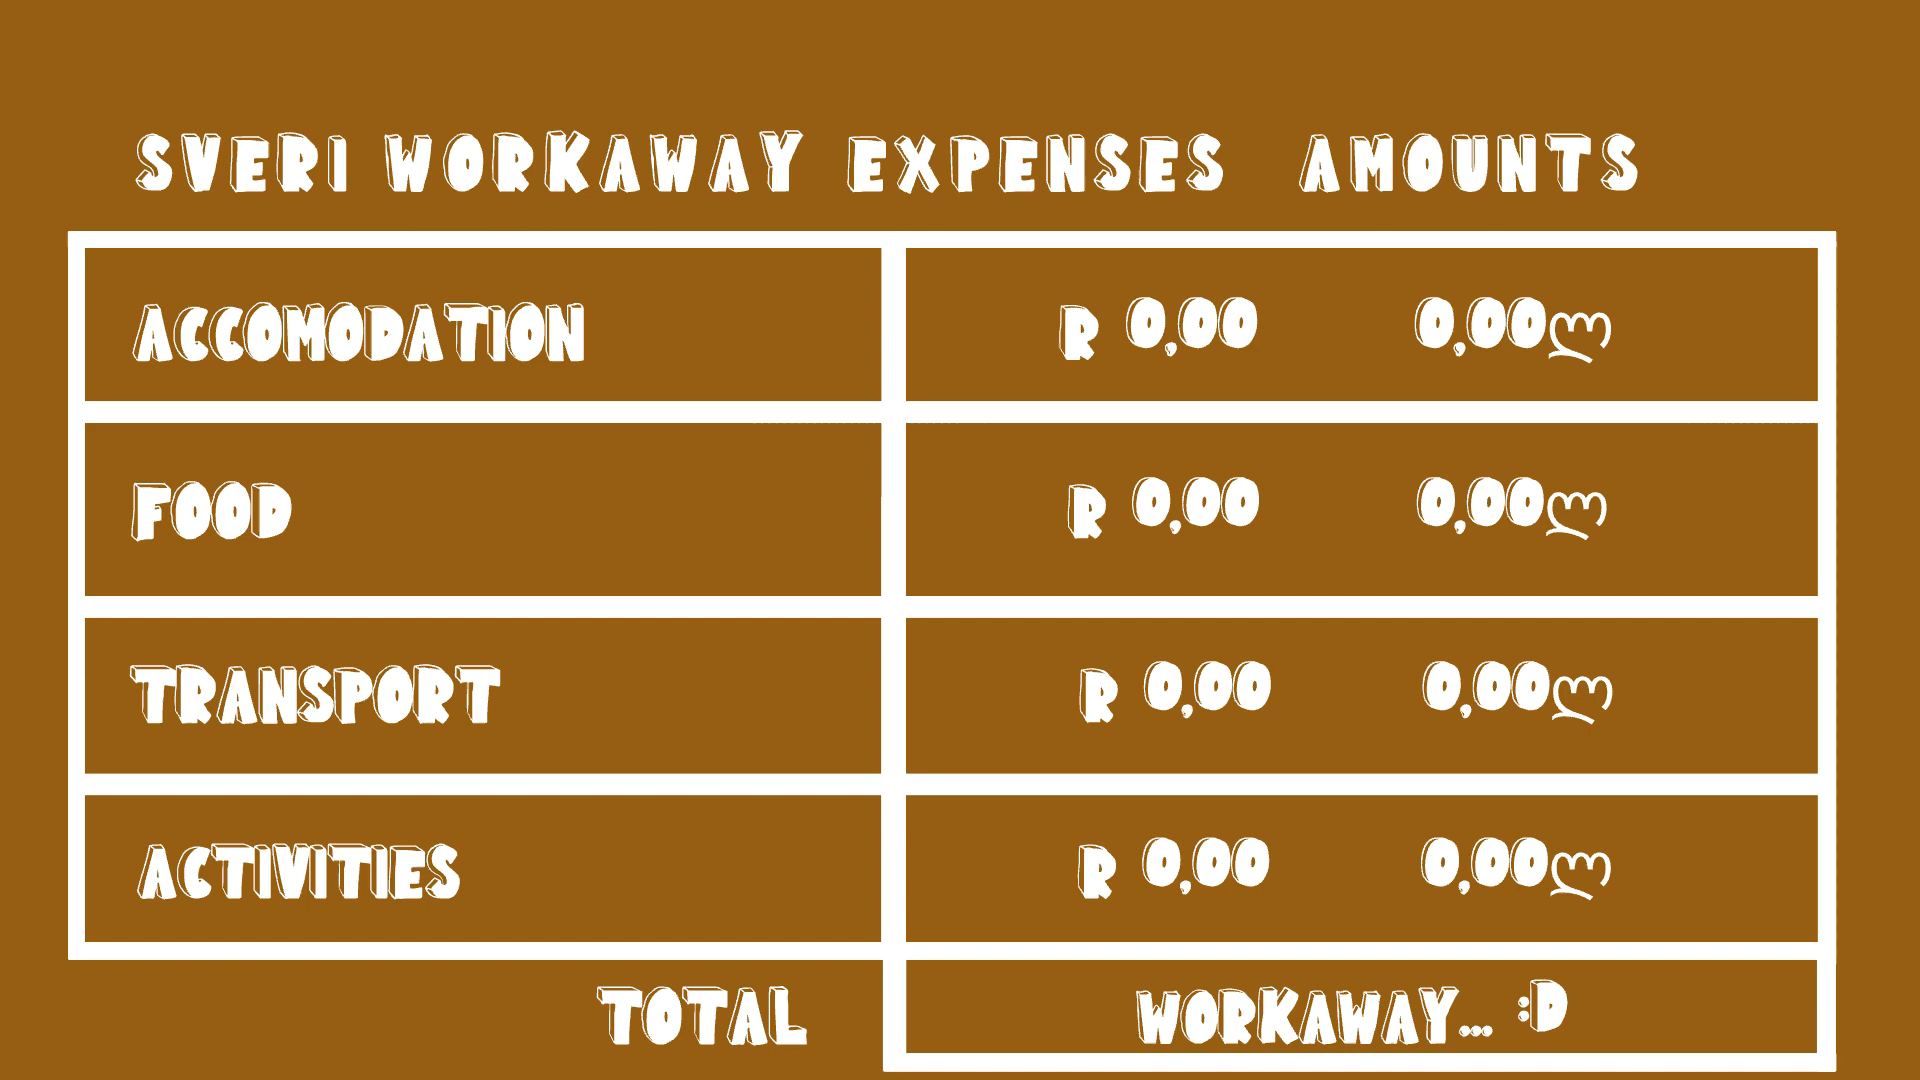 SVERI WORKAWAY EXPENSES AMOUNTS
ACCOMODATION R 0,00 0,00ლ
FOOD R 0,00 0,00ლ
TRANSPORT R 0,00 0,00ლ
ACTIVITIES R 0,00 0,00ლ
TOTAL WORKAWAY... :D